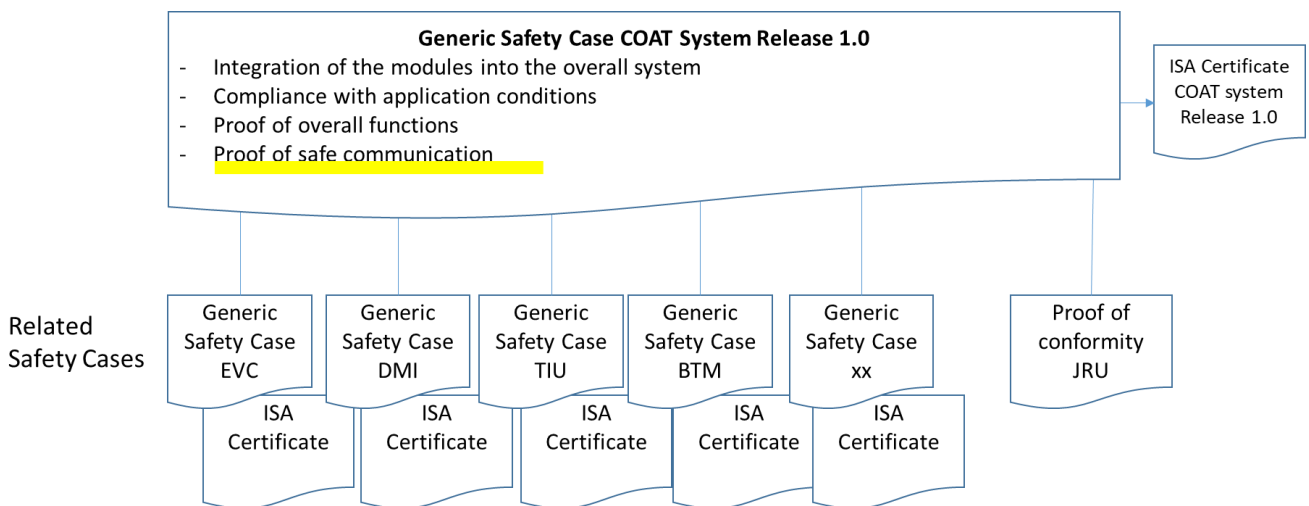 Generic Safety Case COAT System Release 1.0
- Integration of the modules into the overall system
- Compliance with application conditions
- Proof of overall functions
- Proof of safe communication
ISA Certificate
COAT system
Release 1.0
Related
Safety Cases
Generic
Safety Case
EVC
Generic
Safety Case
DMI
Generic
Safety Case
TIU
Generic
Safety Case
BTM
Generic
Safety Case
xx
Proof of
conformity
JRU
ISA
Certificate
ISA
Certificate
ISA
Certificate
ISA
Certificate
ISA
Certificate